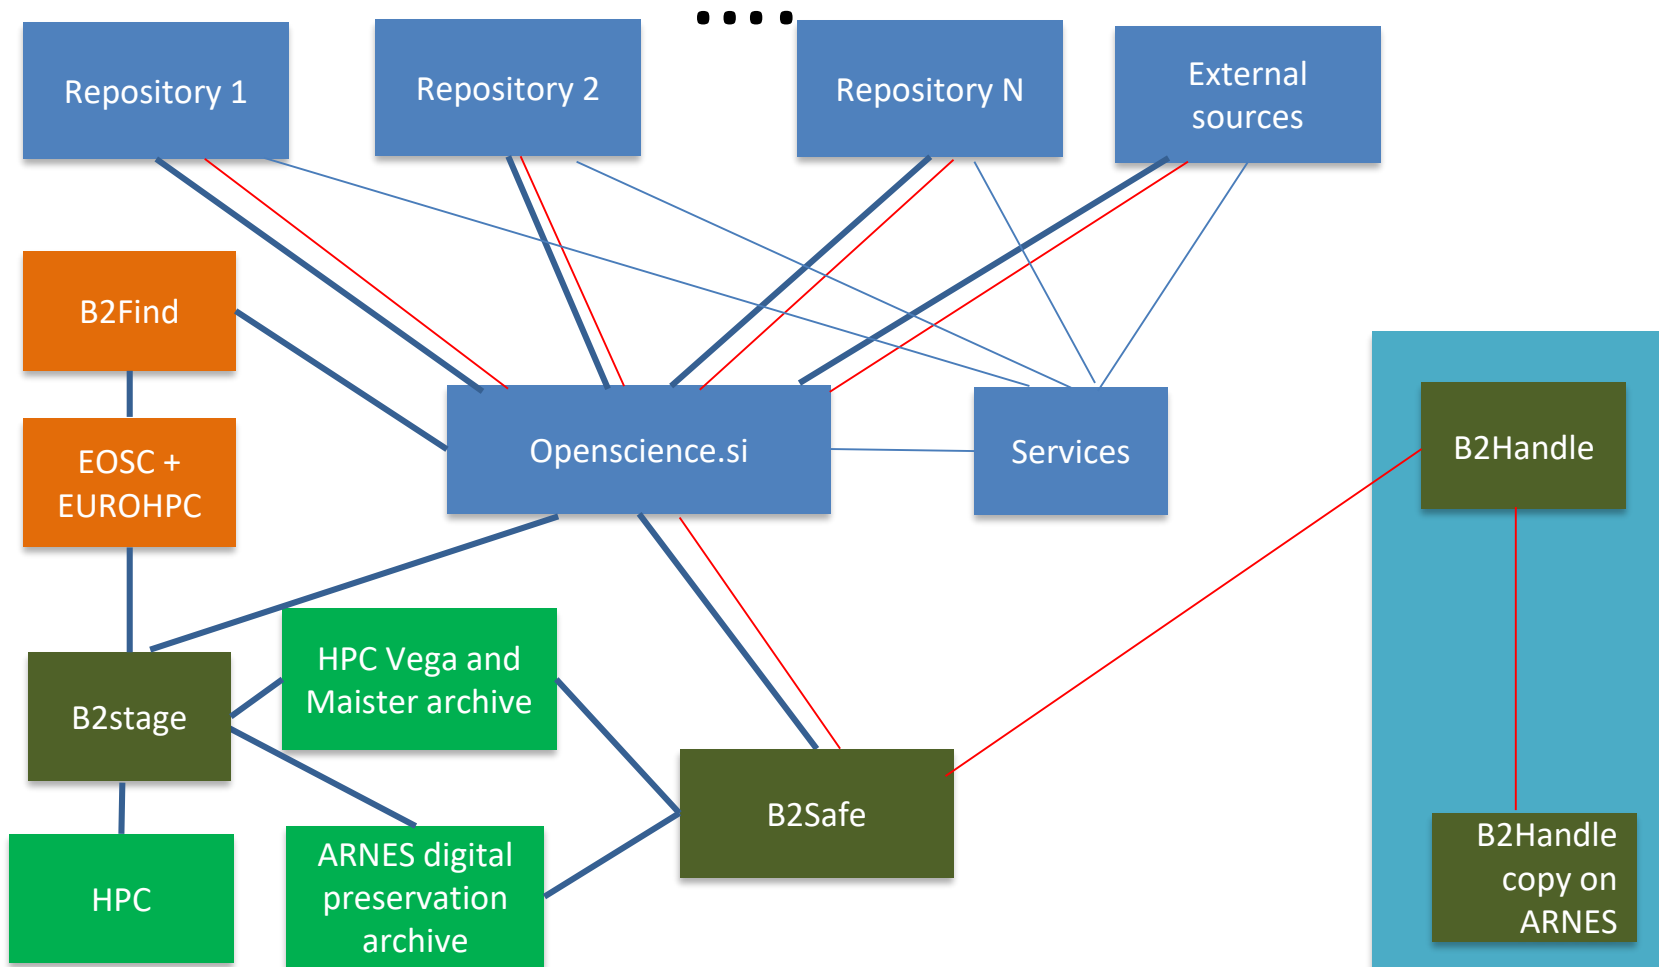 ....
Repository 1
Repository 2
Repository N
External
sources
B2Find
EOSC +
EUROHPC
Openscience.si
Services
B2Handle
HPC Vega and
Maister archive
B2stage
B2Safe
HPC
ARNES digital
preservation
archive
B2Handle
copy on
ARNES